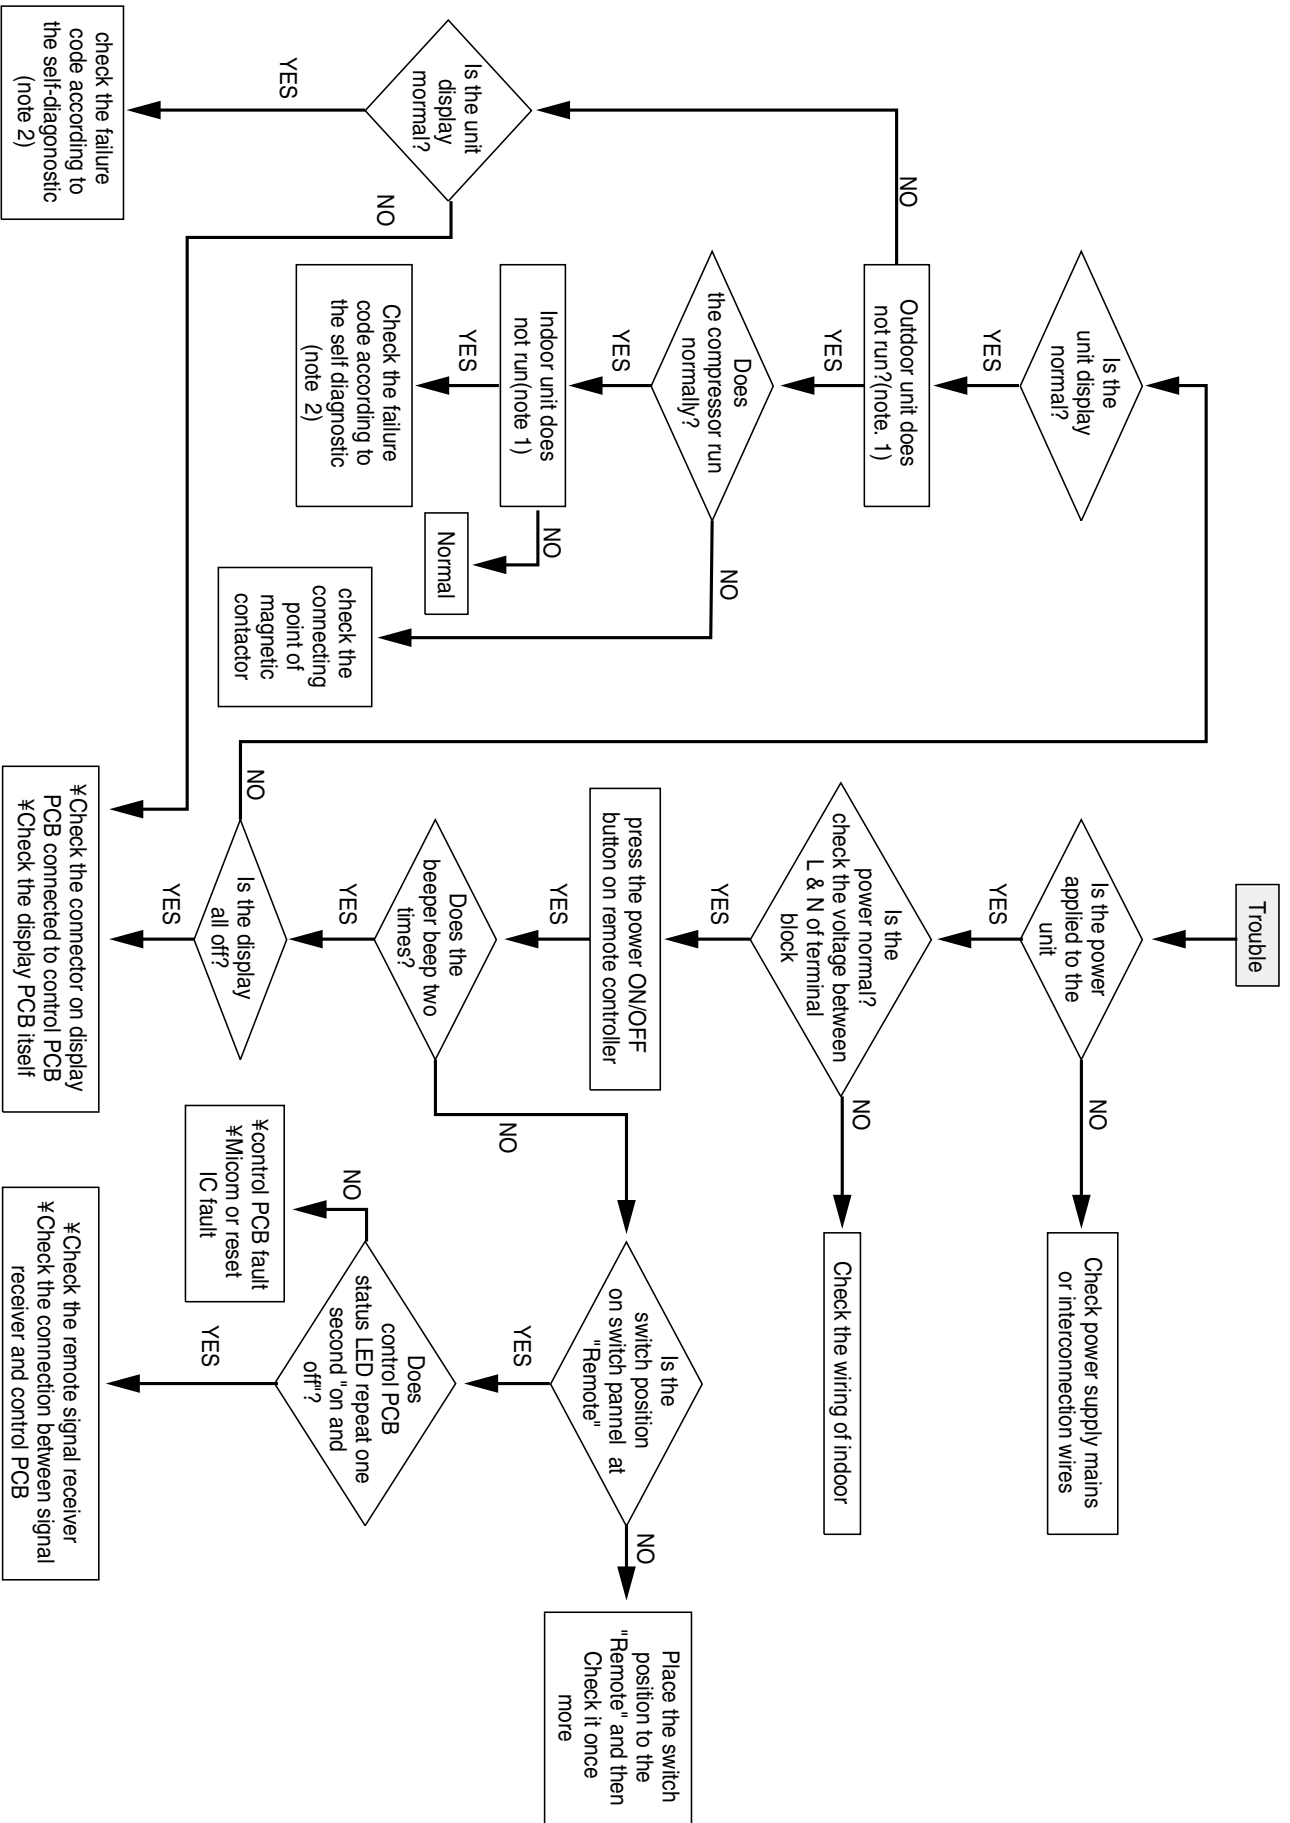 Trouble
Is the power
applied to the
unit
NO
Check power supply mains
or interconnection wires
YES
Is the
power normal?
check the voltage between
L & N of terminal
block
NO
Check the wiring of indoor
YES
press the power ON/OFF
button on remote controller
YES
Does the
beeper beep two
times?
NO
YES
Is the display
all off?
NO
YES
¥Check the connector on display
PCB connected to control PCB
¥Check the display PCB itself
Is the
switch position
on switch pannel at
"Remote"
NO
Place the switch
position to the
"Remote" and then
Check it once
more
YES
Does
control PCB
status LED repeat one
second "on and
off"?
NO
¥control PCB fault
¥Micom or reset
IC fault
YES
¥Check the remote signal receiver
¥Check the connection between signal
receiver and control PCB
Is the
unit display
normal?
YES
Outdoor unit does
not run?(note. 1)
NO
YES
Does
the compressor run
normally?
NO
check the
connecting
point of
magnetic
contactor
YES
Indoor unit does
not run(note 1)
NO
Normal
YES
Check the failure
code according to
the self diagnostic
(note 2)
Is the unit
display
mormal?
NO
YES
check the failure
code according to
the self-diagonostic
(note 2)